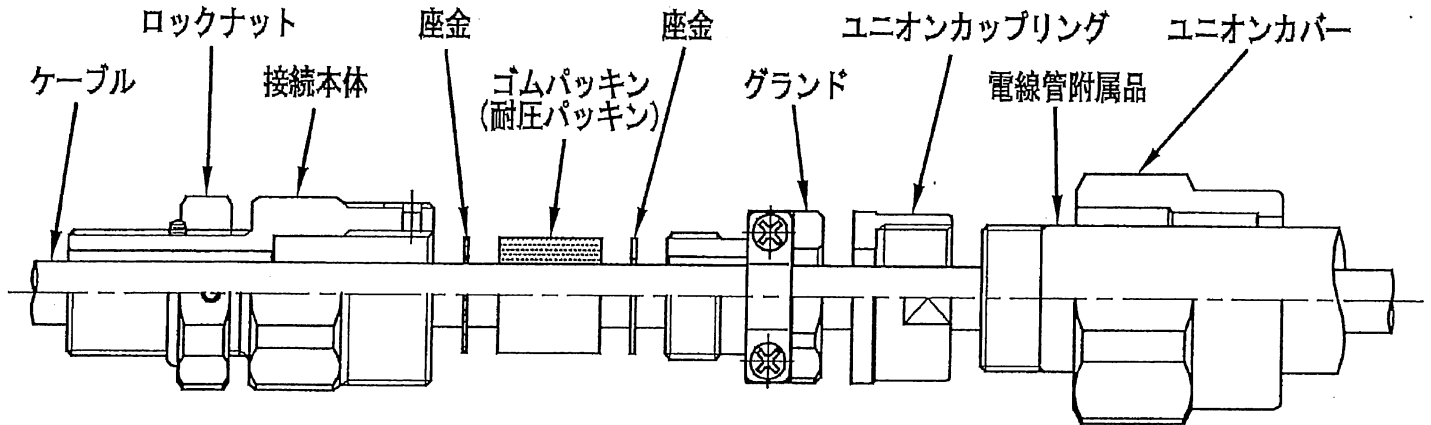 ロックナット
座金
座金
ユニオンカップリング
ユニオンカバー
ケーブル
接続本体
ゴムパッキン
(耐圧パッキン)
グランド
電線管附属品